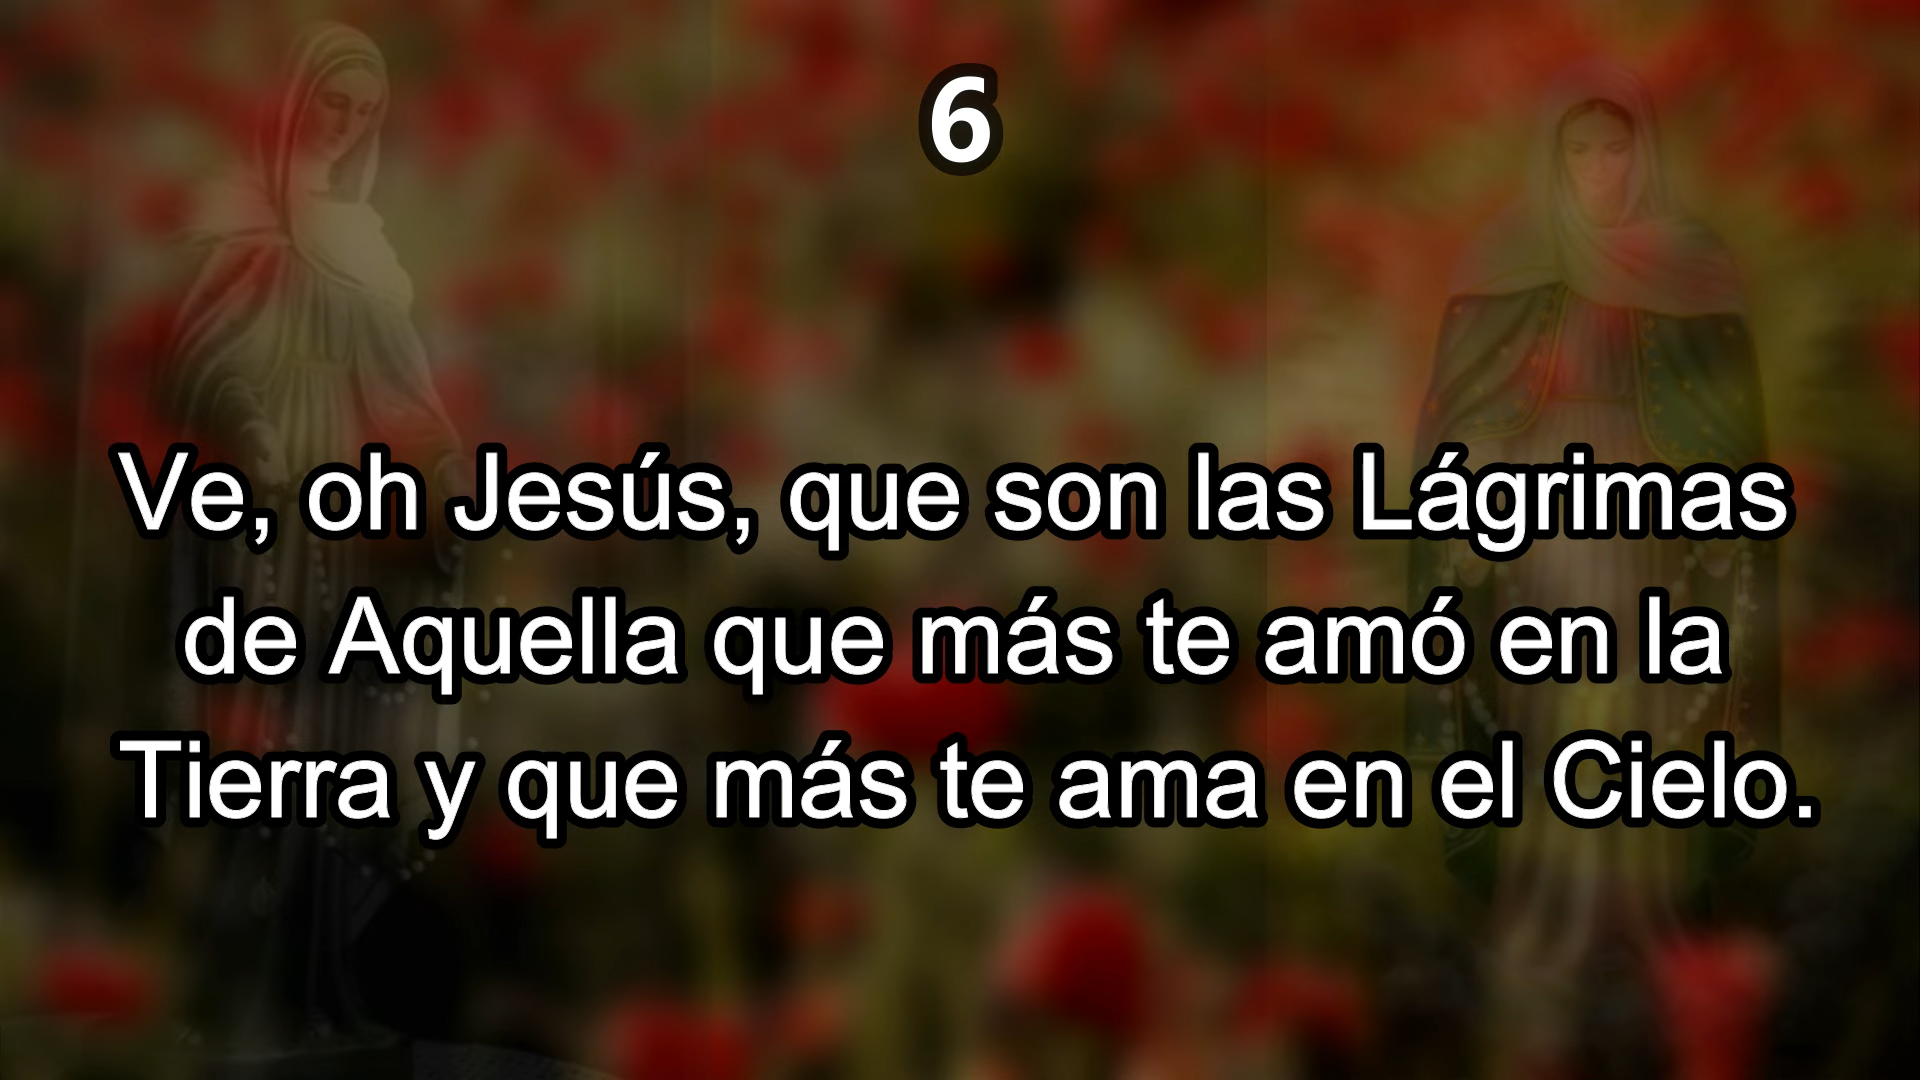 6
Ve, oh Jesús, que son las Lágrimas
de Aquella que más te amó en la
Tierra y que más te ama en el Cielo.